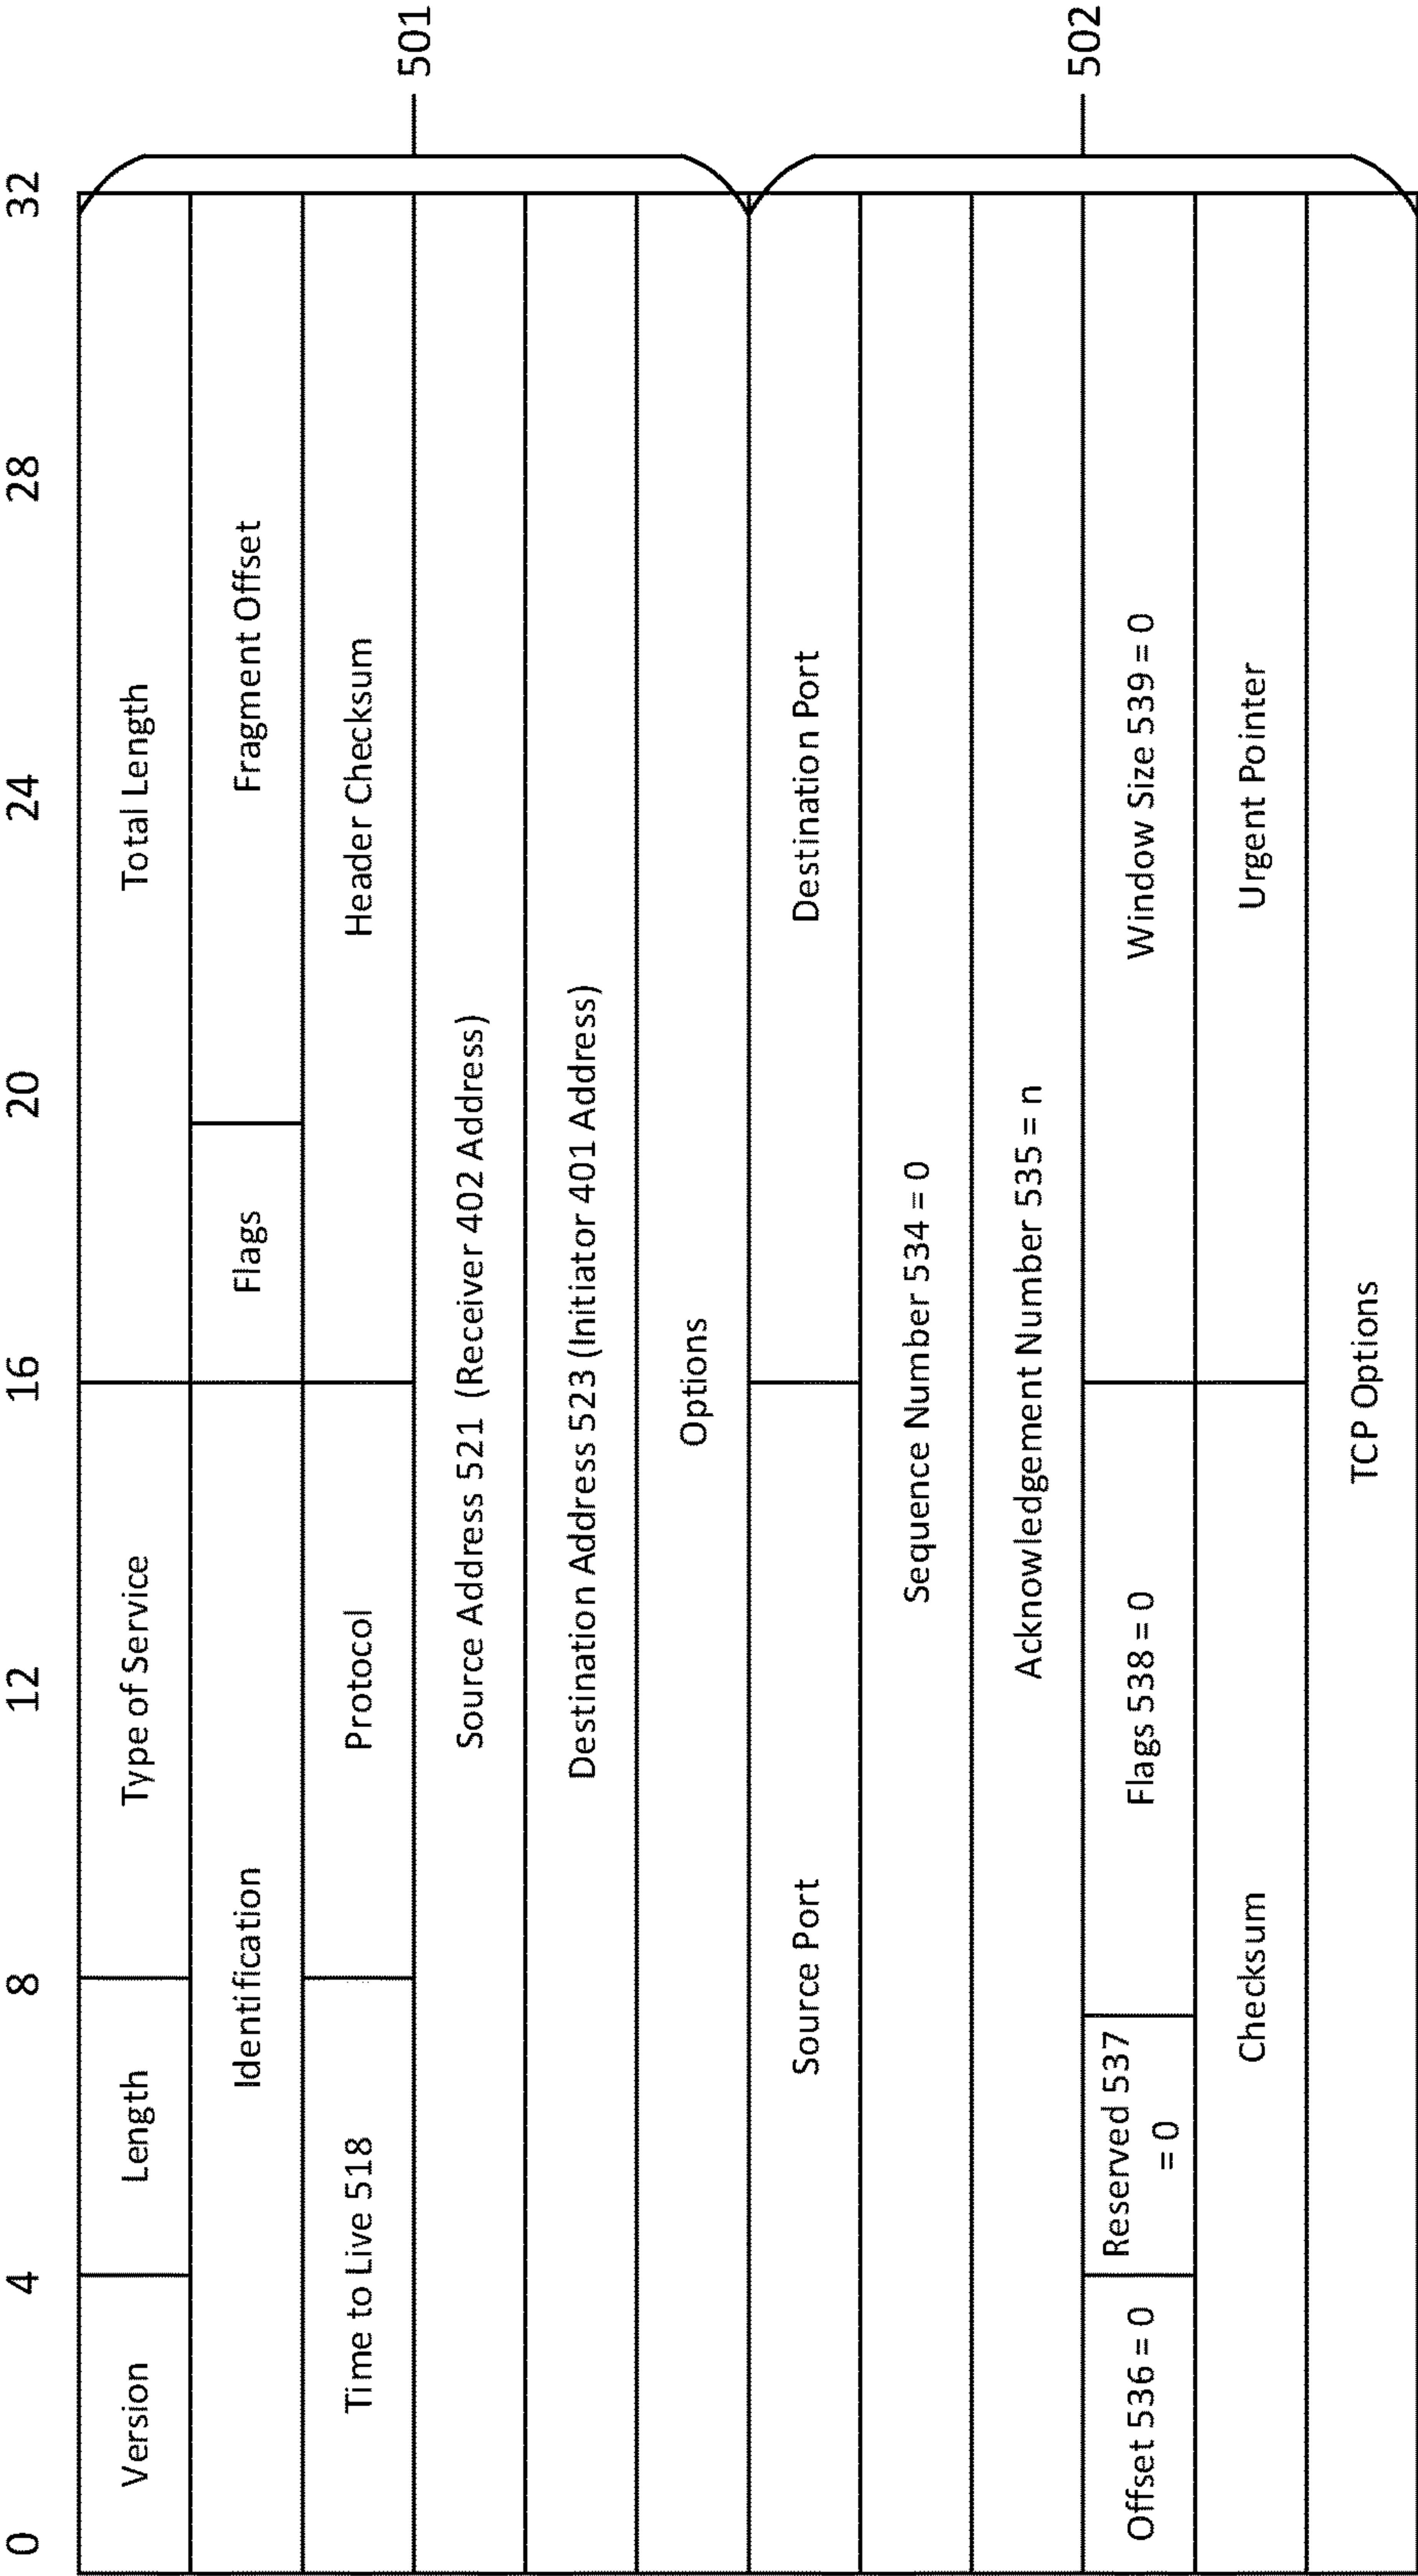 0 4 8 12 16 20 24 28 32
Version Length Type of Service Total Length
Identification Flags Fragment Offset
Time to Live 518 Protocol Header Checksum
501
Source Address 521 (Receiver 402 Address)
Destination Address 523 (Initiator 401 Address)
Options
Source Port Destination Port
Sequence Number 534 = 0
Acknowledgement Number 535 = n
502
Offset 536 = 0 Reserved 537 Flags 538 = 0 Window Size 539 = 0
= 0
Checksum Urgent Pointer
TCP Options